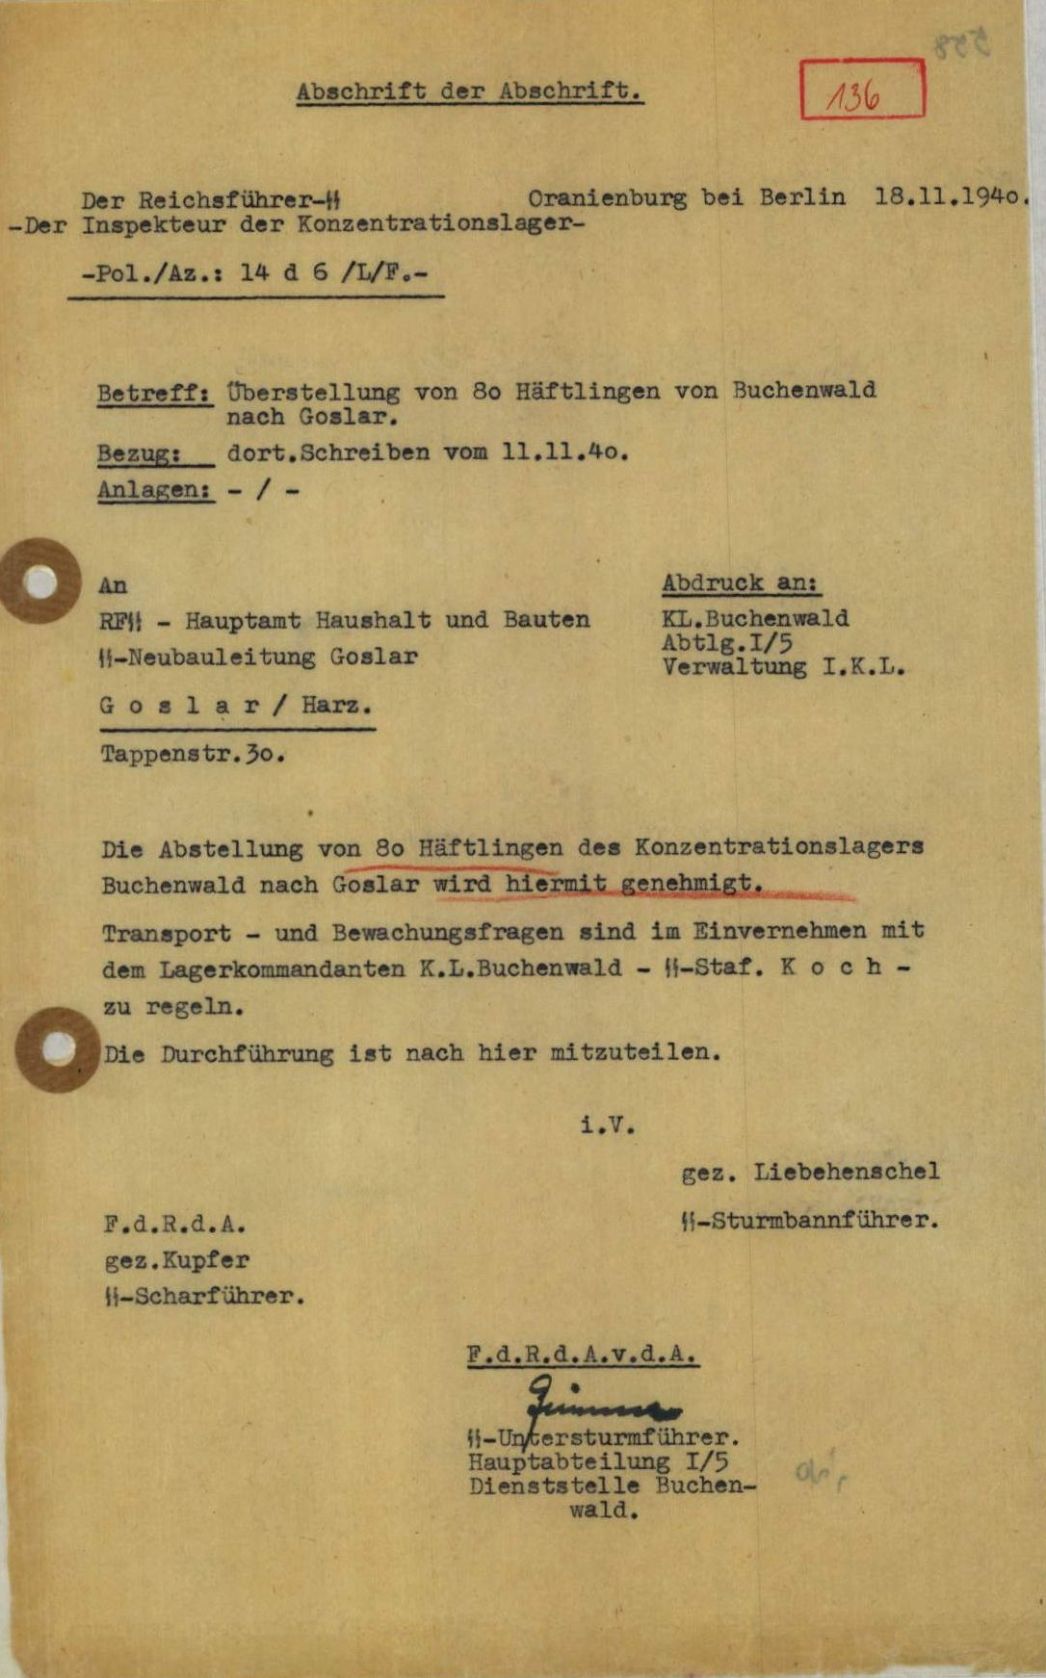 558
Abschrift der Abschrift.
136
Der Reichsführer-ᛋᛋ Oranienburg bei Berlin 18.11.194o.
-Der Inspekteur der Konzentrationslager-
-Pol./Az.: 14 d 6 /L/F.-
Betreff: Überstellung von 8o Häftlingen von Buchenwald
nach Goslar.
Bezug: dort.Schreiben vom 11.11.4o.
Anlagen: - / -
An
RFᛋᛋ - Hauptamt Haushalt und Bauten
ᛋᛋ-Neubauleitung Goslar
G o s l a r / Harz.
Tappenstr.3o.
Abdruck an:
KL.Buchenwald
Abtlg.I/5
Verwaltung I.K.L.
Die Abstellung von 8o Häftlingen des Konzentrationslagers
Buchenwald nach Goslar wird hiermit genehmigt.
Transport - und Bewachungsfragen sind im Einvernehmen mit
dem Lagerkommandanten K.L.Buchenwald - ᛋᛋ-Staf. K o c h -
zu regeln.
Die Durchführung ist nach hier mitzuteilen.
i.V.
gez. Liebehenschel
ᛋᛋ-Sturmbannführer.
F.d.R.d.A.
gez.Kupfer
ᛋᛋ-Scharführer.
F.d.R.d.A.v.d.A.
ᛋᛋ-Untersturmführer.
Hauptabteilung I/5
Dienststelle Buchen-
wald.